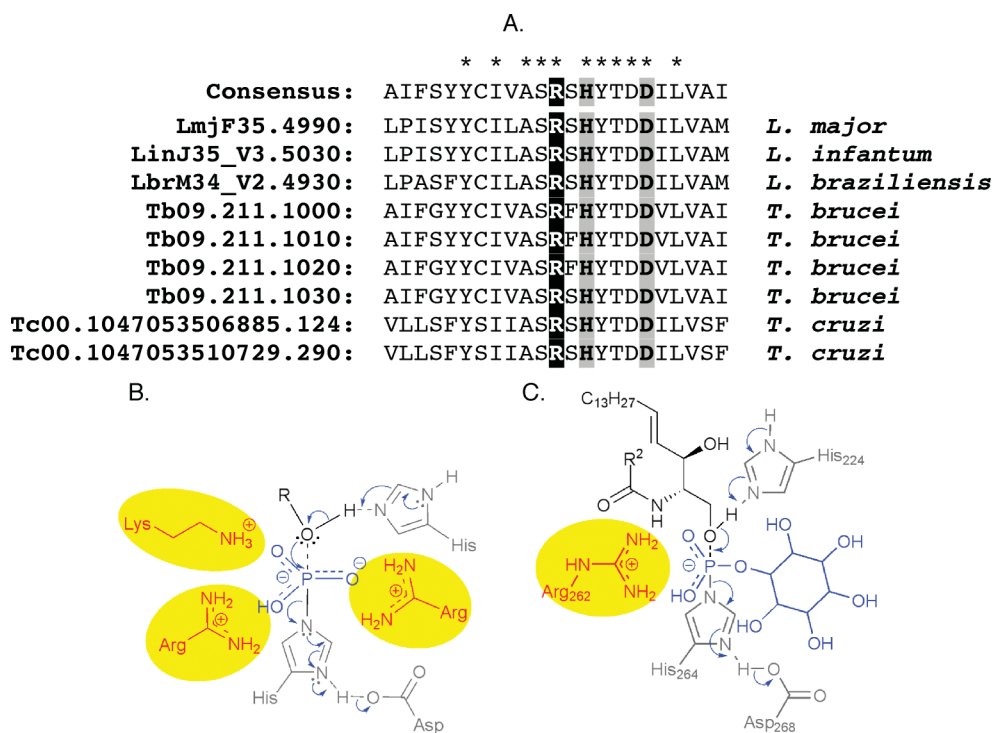 A.
* * *** ***** *
Consensus: AIFSYYCIVASRSHYTDDILVAI
LmjF35.4990: LPISYYCILASRSHYTDDILVAM L. major
LinJ35_V3.5030: LPISYYCILASRSHYTDDILVAM L. infantum
LbrM34_V2.4930: LPASFYCILASRSHYTDDILVAM L. braziliensis
Tb09.211.1000: AIFGYYCIVASRFHYTDDVLVAI T. brucei
Tb09.211.1010: AIFSYYCIVASRFHYTDDVLVAI T. brucei
Tb09.211.1020: AIFGYYCIVASRFHYTDDVLVAI T. brucei
Tb09.211.1030: AIFSYYCIVASRSHYTDDVLVAI T. brucei
Tc00.1047053506885.124: VLLSFYSIIASRSHYTDDILVSF T. cruzi
Tc00.1047053510729.290: VLLSFYSIIASRSHYTDDILVSF T. cruzi
B.
R
O
H
N
N
H
His
Lys
NH3
⊕
O
⊖
P
O
⊖
HO
NH2
⊕
NH2
Arg
H2N
⊕
H2N
Arg
N
N
His
H
O
O
Asp
C.
C13H27
OH
R2
O
N
H
O
H
N
N
H
His224
NH2
⊕
NH2
HN
Arg262
O
⊖
P
O
HO
OH
OH
OH
OH
HO
N
N
His264
H
O
O
Asp268